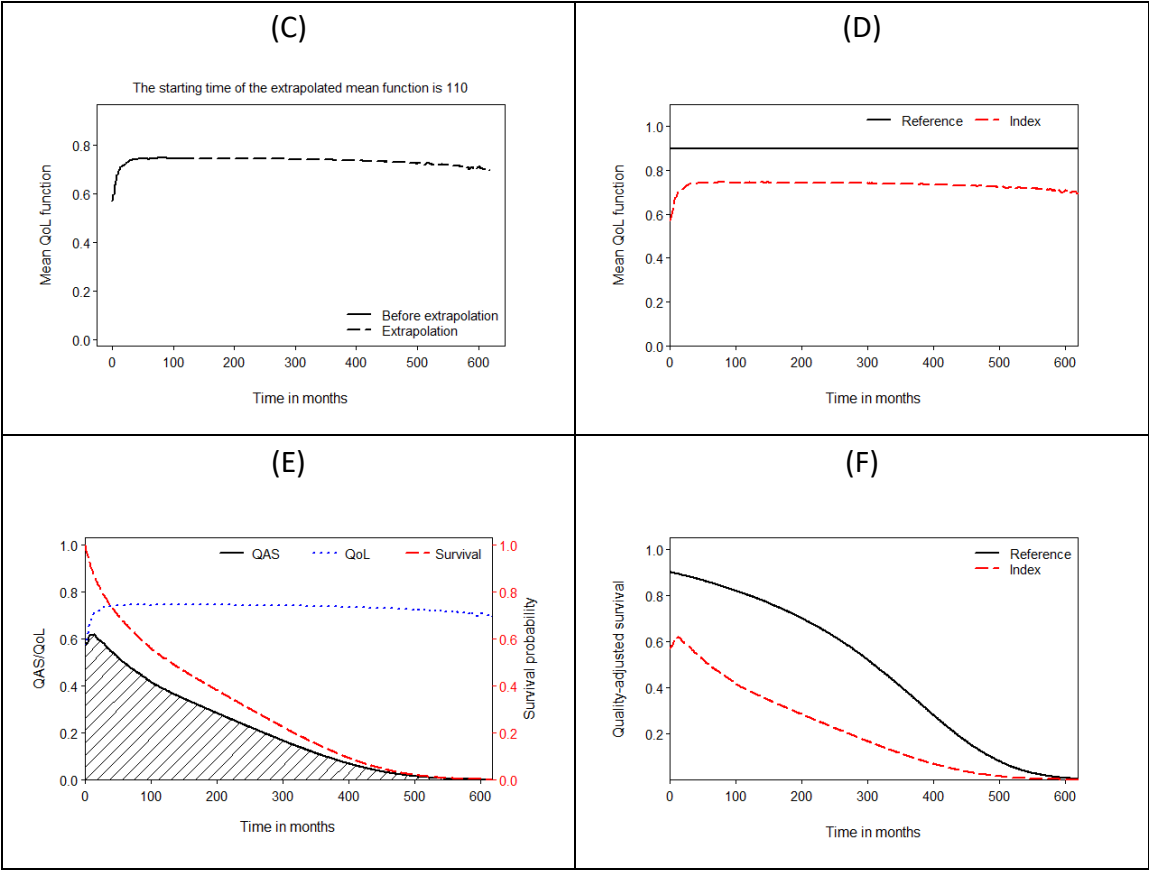 (C)
The starting time of the extrapolated mean function is 110
Mean QoL function
0.8
0.6
0.4
0.2
0.0
Before extrapolation
Extrapolation
0 100 200 300 400 500 600
Time in months
(D)
Mean QoL function
1.0
0.8
0.6
0.4
0.2
0.0
Reference Index
0 100 200 300 400 500 600
Time in months
(E)
QAS/QoL
1.0
0.8
0.6
0.4
0.2
0.0
QAS QoL Survival
1.0
0.8
0.6
0.4
0.2
0.0
Survival probability
0 100 200 300 400 500 600
Time in months
(F)
Quality-adjusted survival
1.0
0.8
0.6
0.4
0.2
Reference
Index
0 100 200 300 400 500 600
Time in months